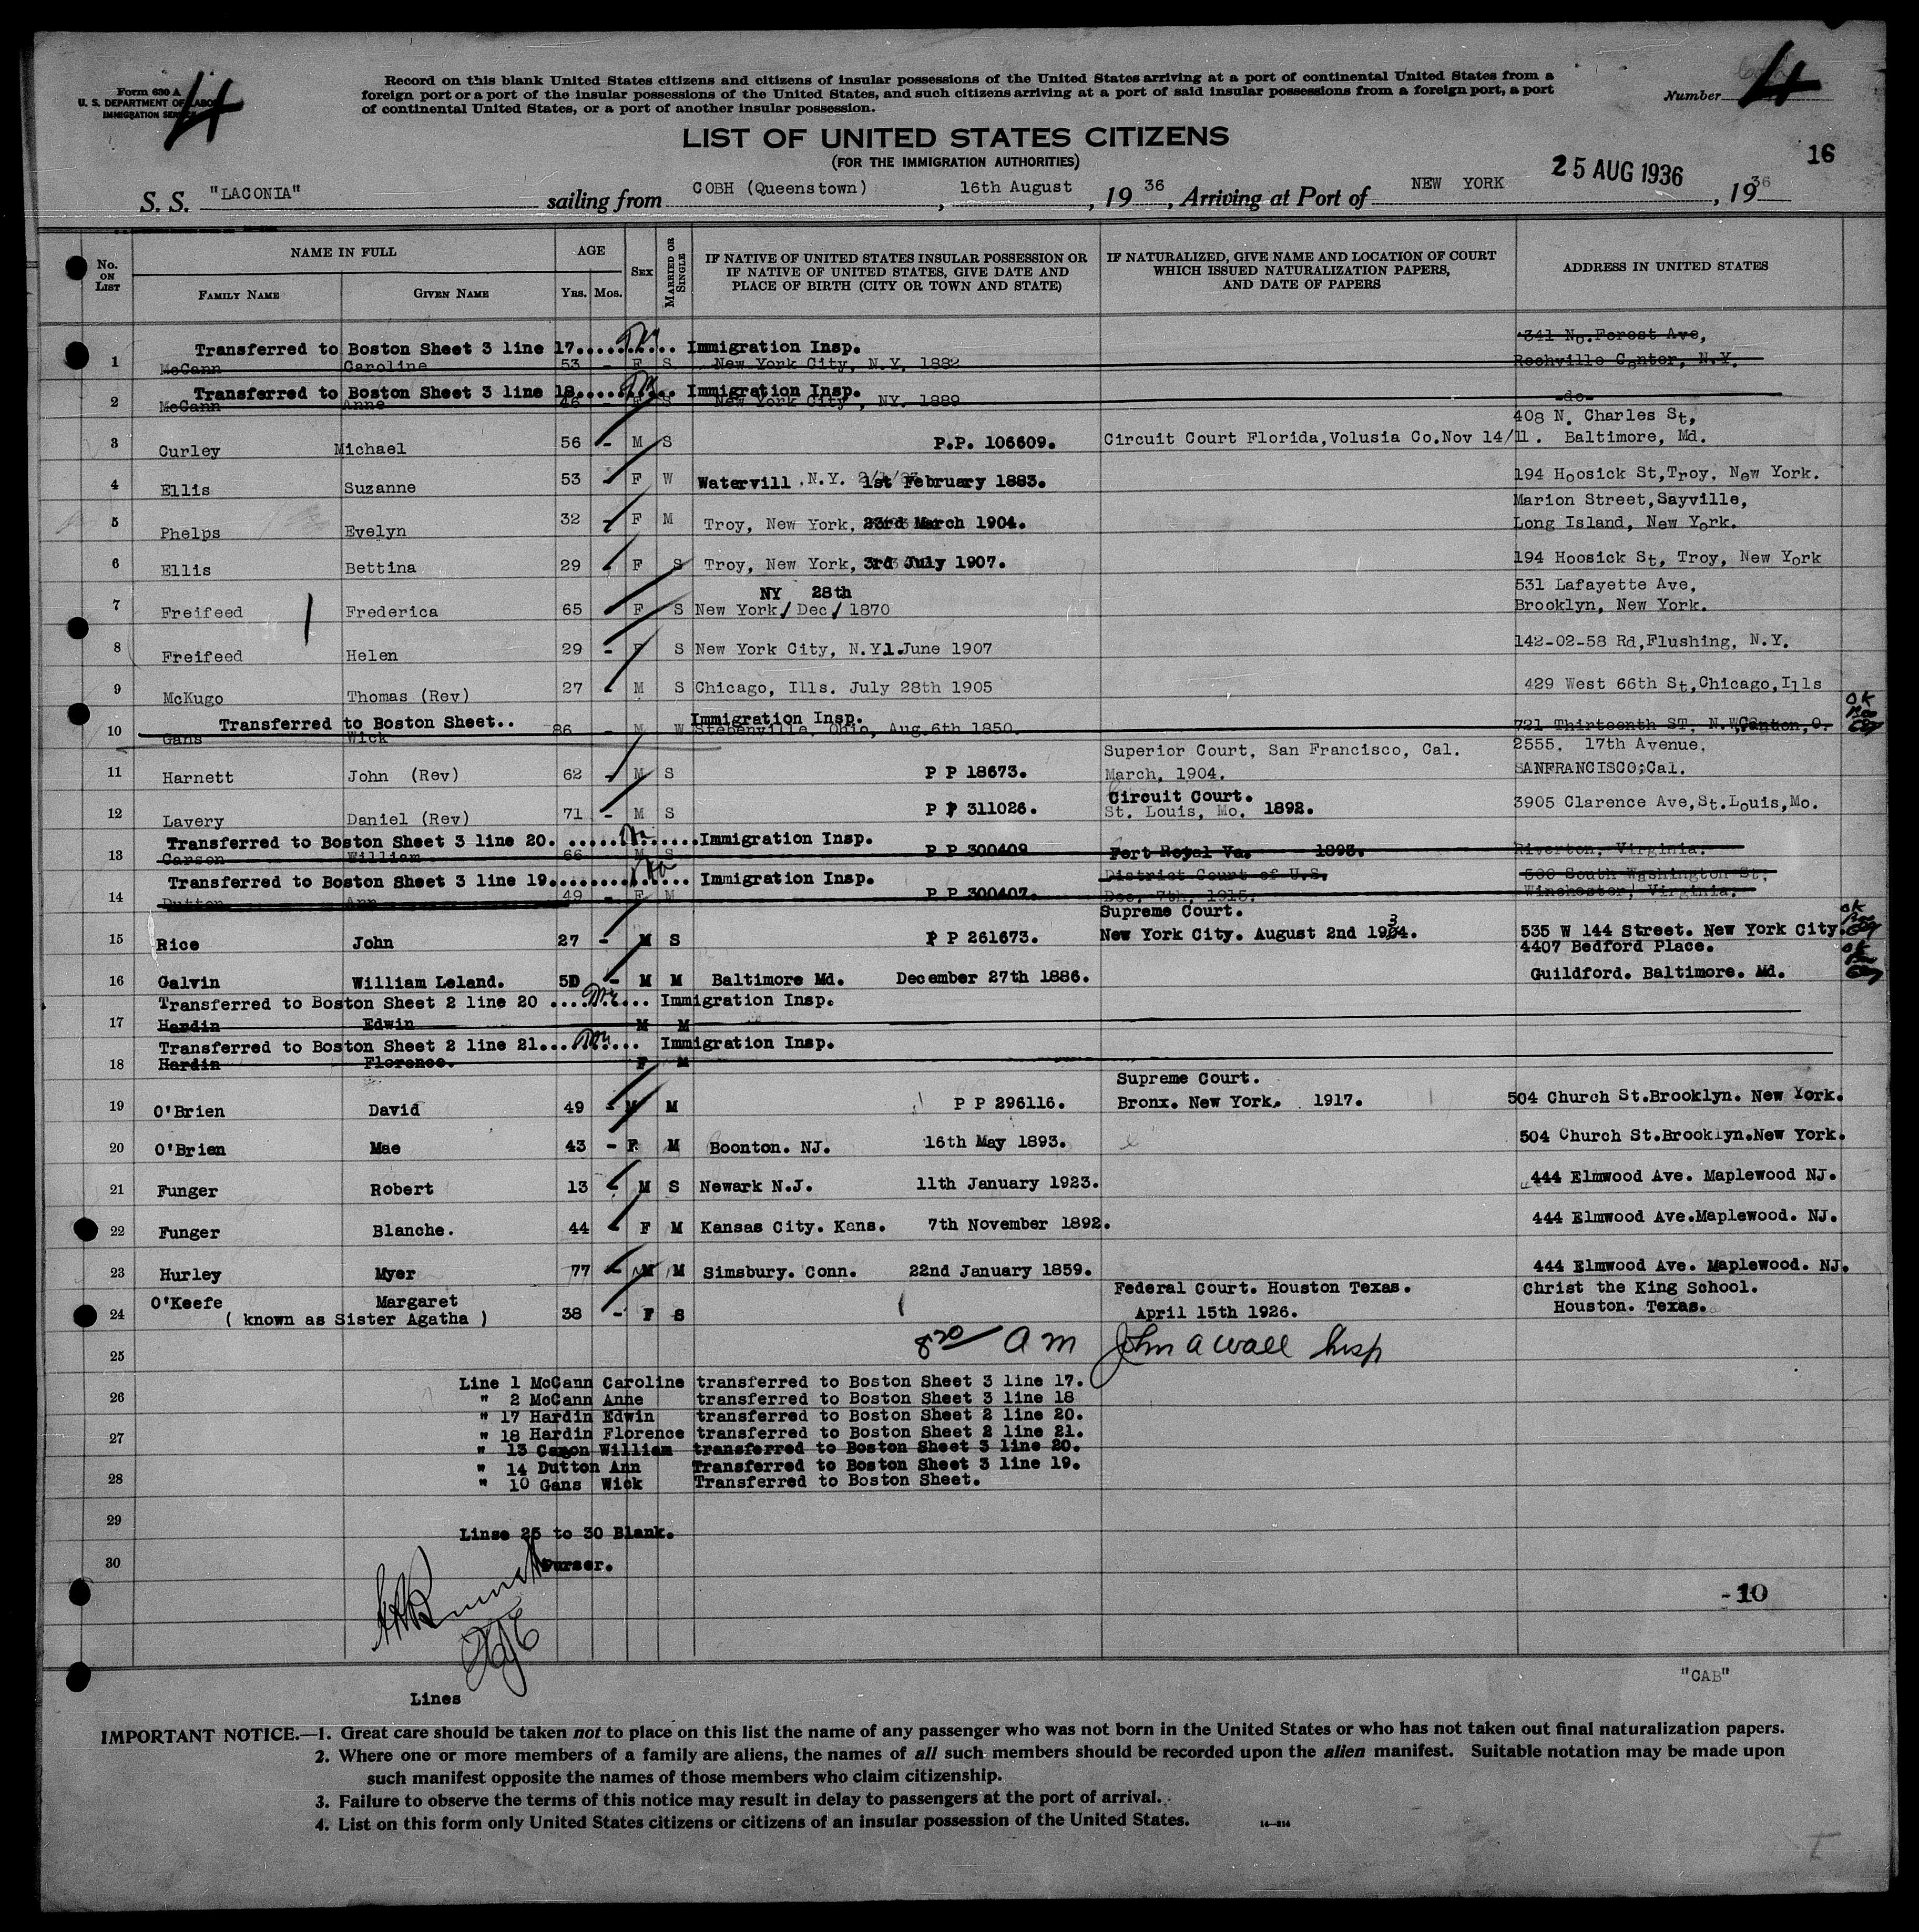 Form 630 A
U. S. DEPARTMENT OF LABOR
IMMIGRATION SERVICE
4
Record on this blank United States citizens and citizens of insular possessions of the United States arriving at a port of continental United States from a
foreign port or a port of the insular possessions of the United States, and such citizens arriving at a port of said insular possessions from a foreign port, a port
of continental United States, or a port of another insular possession.
Number 4
LIST OF UNITED STATES CITIZENS
(FOR THE IMMIGRATION AUTHORITIES)
16
25 AUG 1936
S. S. "LACONIA" sailing from COBH (Queenstown), 16th August, 1936, Arriving at Port of NEW YORK, 1936
No. ON LIST
NAME IN FULL
FAMILY NAME GIVEN NAME
AGE
YRS. MOS.
SEX
MARRIED OR SINGLE
IF NATIVE OF UNITED STATES INSULAR POSSESSION OR
IF NATIVE OF UNITED STATES, GIVE DATE AND
PLACE OF BIRTH (CITY OR TOWN AND STATE)
IF NATURALIZED, GIVE NAME AND LOCATION OF COURT
WHICH ISSUED NATURALIZATION PAPERS,
AND DATE OF PAPERS
ADDRESS IN UNITED STATES
Transferred to Boston Sheet 3 line 17.......... Immigration Insp. 341 No. Forest Ave,
1 McCann Caroline 53 - F S New York City, N.Y, 1882 Rockville Center, N.Y.
Transferred to Boston Sheet 3 line 18.......... Immigration Insp. -do-
2 McCann Anne 46 - F S New York City, NY. 1889
408 N. Charles St,
3 Curley Michael 56 - M S P.P. 106609. Circuit Court Florida,Volusia Co.Nov 14/11. Baltimore, Md.
4 Ellis Suzanne 53 - F W Watervill, N.Y. 1st February 1883. 194 Hoosick St,Troy, New York.
Marion Street,Sayville,
5 Phelps Evelyn 32 - F M Troy, New York, 23rd March 1904. Long Island, New York.
6 Ellis Bettina 29 - F S Troy, New York, 3rd July 1907. 194 Hoosick St, Troy, New York
NY 28th 531 Lafayette Ave,
7 Freifeed Frederica 65 - F S New York/ Dec/ 1870 Brooklyn, New York.
8 Freifeed Helen 29 - F S New York City, N.Y1.June 1907 142-02-58 Rd,Flushing, N.Y.
9 McKugo Thomas (Rev) 27 - M S Chicago, Ills. July 28th 1905 429 West 66th St,Chicago,Ills
Transferred to Boston Sheet.. Immigration Insp. OK
10 Gans Wick 86 - M W Stebenville, Ohio, Aug.6th 1850. 721 Thirteenth ST, N.W,Canton, O.
Superior Court, San Francisco, Cal. 2555. 17th Avenue,
11 Harnett John (Rev) 62 - M S P P 18673. March, 1904. SANFRANCISCO;Cal.
Circuit Court.
12 Lavery Daniel (Rev) 71 - M S P P 311026. St. Louis, Mo. 1892. 3905 Clarence Ave,St.Louis,Mo.
Transferred to Boston Sheet 3 line 20. ............Immigration Insp.
13 Carson William 66 M S P P 300409 Fort Royal Va. 1893. Riverton, Virginia.
Transferred to Boston Sheet 3 line 19.............. Immigration Insp. District Court of U.S. 500 South Washington St,
14 Dutton Ann 49 - F M P P 300407. Dec. 7th, 1915. Winchester, Virginia.
Supreme Court. OK
15 Rice John 27 - M S P P 261673. New York City. August 2nd 1934. 535 W 144 Street. New York City.
4407 Bedford Place. OK
16 Galvin William Leland. 50 - M M Baltimore Md. December 27th 1886. Guildford. Baltimore. Md.
Transferred to Boston Sheet 2 line 20 .......... Immigration Insp.
17 Hardin Edwin M M
Transferred to Boston Sheet 2 line 21.......... Immigration Insp.
18 Hardin Florence. F M
Supreme Court.
19 O'Brien David 49 - M M P P 296116. Bronx. New York. 1917. 504 Church St.Brooklyn. New York.
20 O'Brien Mae 43 - F M Boonton. NJ. 16th May 1893. 504 Church St.Brooklyn.New York.
21 Funger Robert 13 - M S Newark N.J. 11th January 1923. 444 Elmwood Ave. Maplewood NJ.
22 Funger Blanche. 44 - F M Kansas City. Kans. 7th November 1892. 444 Elmwood Ave.Maplewood. NJ.
23 Hurley Myer 77 - M M Simsbury. Conn. 22nd January 1859. 444 Elmwood Ave. Maplewood. NJ.
O'Keefe Margaret Federal Court. Houston Texas. Christ the King School.
24 ( known as Sister Agatha ) 38 - F S April 15th 1926. Houston. Texas.
25 8 30 AM John A Wall Insp
Line 1 McCann Caroline transferred to Boston Sheet 3 line 17.
26 " 2 McCann Anne transferred to Boston Sheet 3 line 18
" 17 Hardin Edwin transferred to Boston Sheet 2 line 20.
27 " 18 Hardin Florence transferred to Boston Sheet 2 line 21.
" 13 Carson William transferred to Boston Sheet 3 line 20.
" 14 Dutton Ann Transferred to Boston Sheet 3 line 19.
28 " 10 Gans Wick Transferred to Boston Sheet.
29
Linse 25 to 30 Blank.
30 Purser.
-10
"CAB"
Lines
IMPORTANT NOTICE.—1. Great care should be taken not to place on this list the name of any passenger who was not born in the United States or who has not taken out final naturalization papers.
2. Where one or more members of a family are aliens, the names of all such members should be recorded upon the alien manifest. Suitable notation may be made upon
such manifest opposite the names of those members who claim citizenship.
3. Failure to observe the terms of this notice may result in delay to passengers at the port of arrival.
4. List on this form only United States citizens or citizens of an insular possession of the United States. 14—214